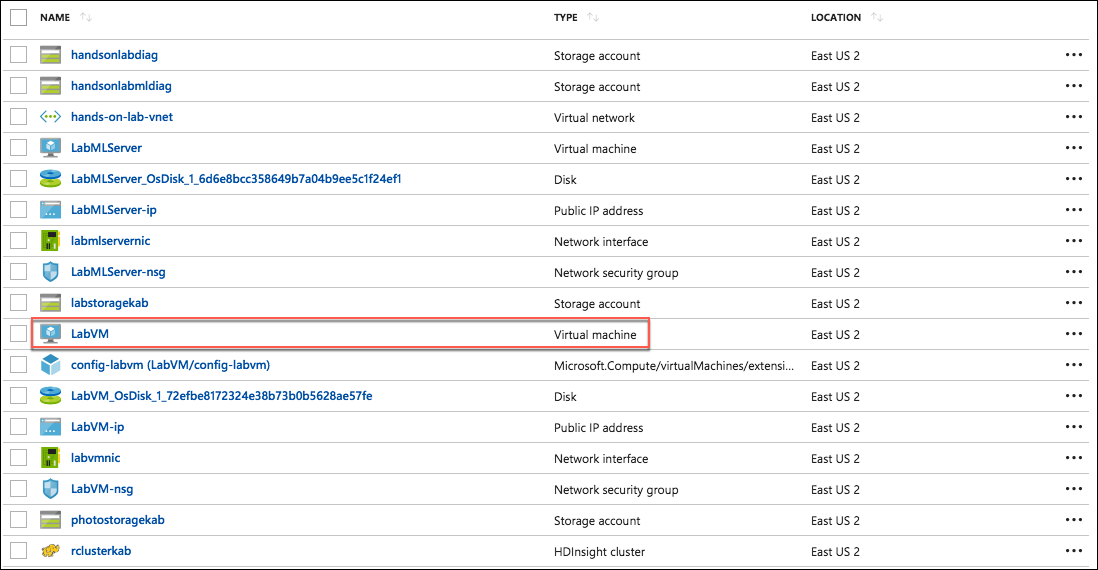 NAME TYPE LOCATION
handsonlabdiag Storage account East US 2
handsonlabmldiag Storage account East US 2
hands-on-lab-vnet Virtual network East US 2
LabMLServer Virtual machine East US 2
LabMLServer_OsDisk_1_6d6e8bcc358649b7a04b9ee5c1f24ef1 Disk East US 2
LabMLServer-ip Public IP address East US 2
labmlservernic Network interface East US 2
LabMLServer-nsg Network security group East US 2
labstoragekab Storage account East US 2
LabVM Virtual machine East US 2
config-labvm (LabVM/config-labvm) Microsoft.Compute/virtualMachines/extensi... East US 2
LabVM_OsDisk_1_72efbe8172324e38b73b0b5628ae57fe Disk East US 2
LabVM-ip Public IP address East US 2
labvmnic Network interface East US 2
LabVM-nsg Network security group East US 2
photostoragekab Storage account East US 2
rclusterkab HDInsight cluster East US 2